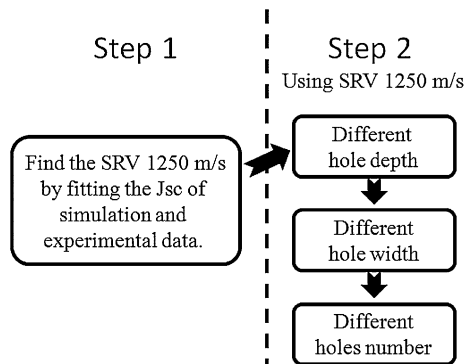 Step 1
Find the SRV 1250 m/s
by fitting the Jsc of
simulation and
experimental data.
Step 2
Using SRV 1250 m/s
Different
hole depth
Different
hole width
Different
holes number